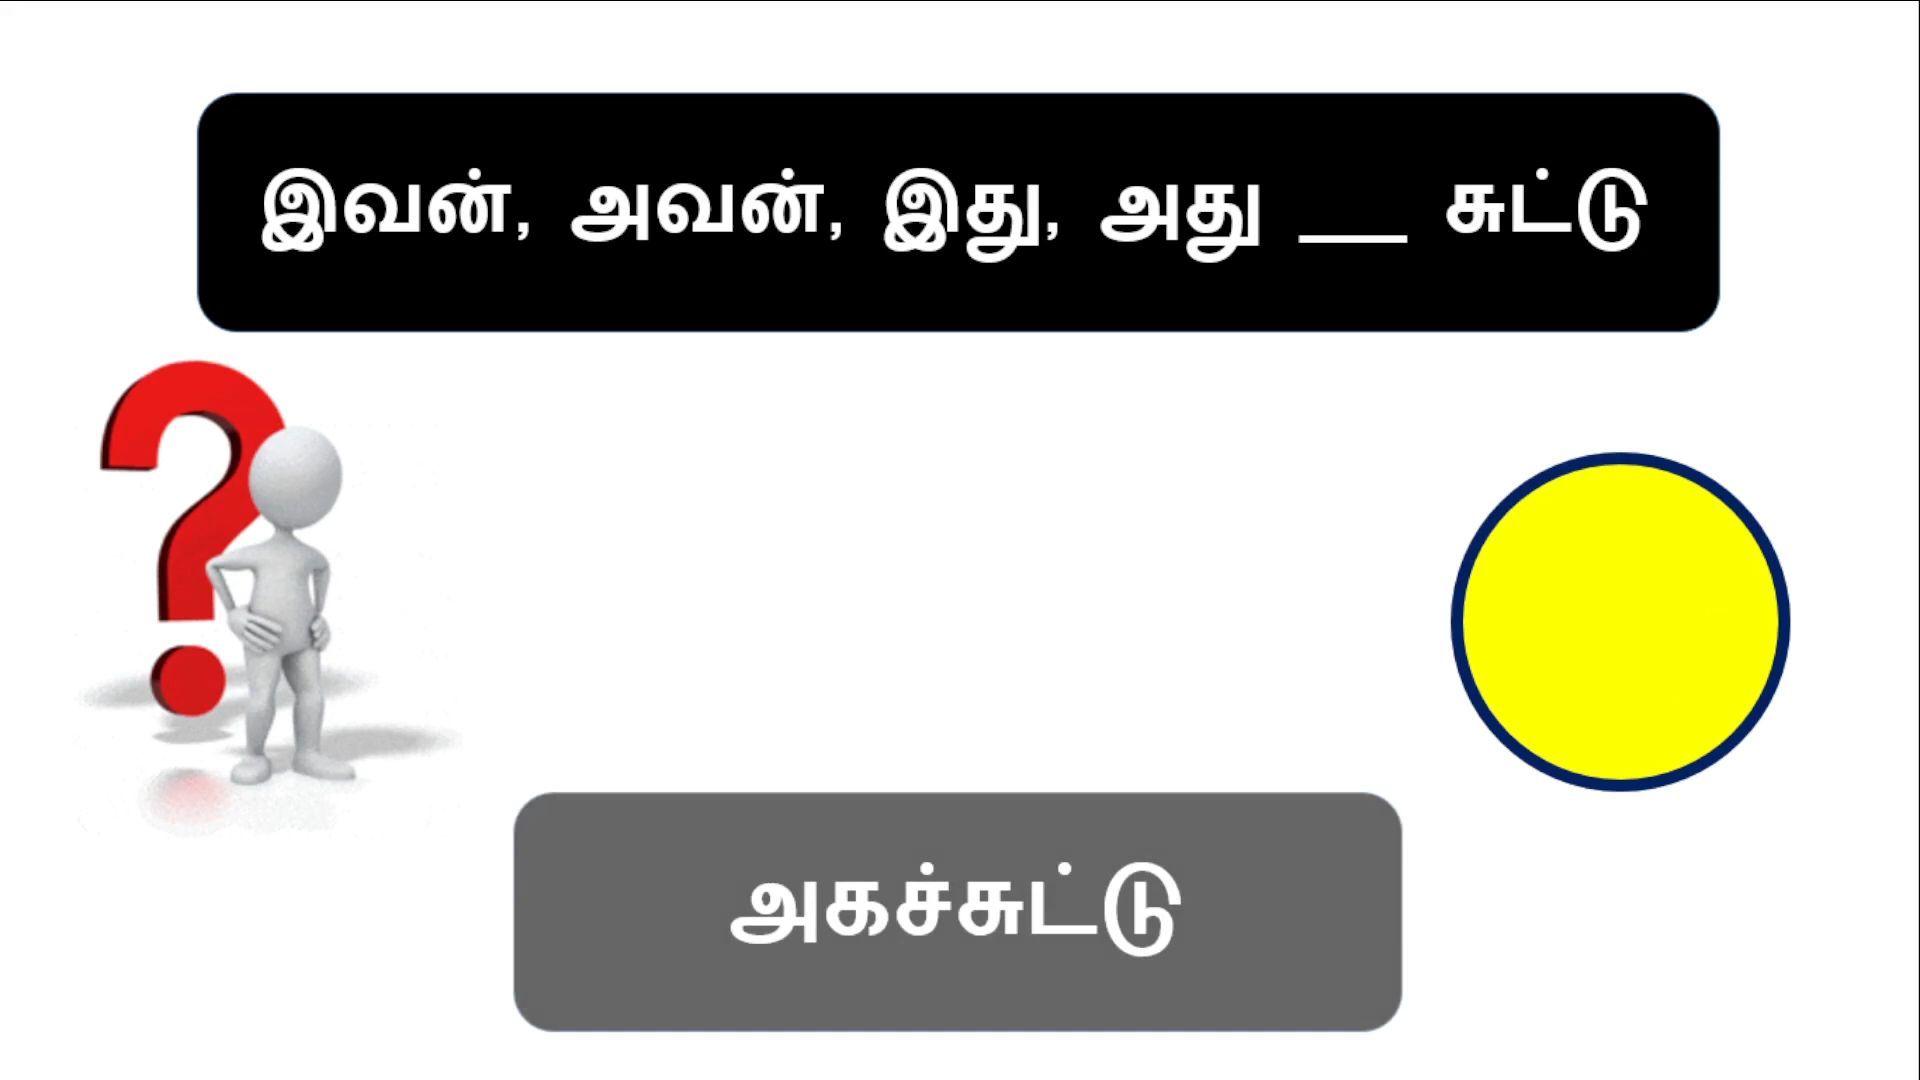 இவன், அவன், இது, அது ___ சுட்டு
அகச்சுட்டு